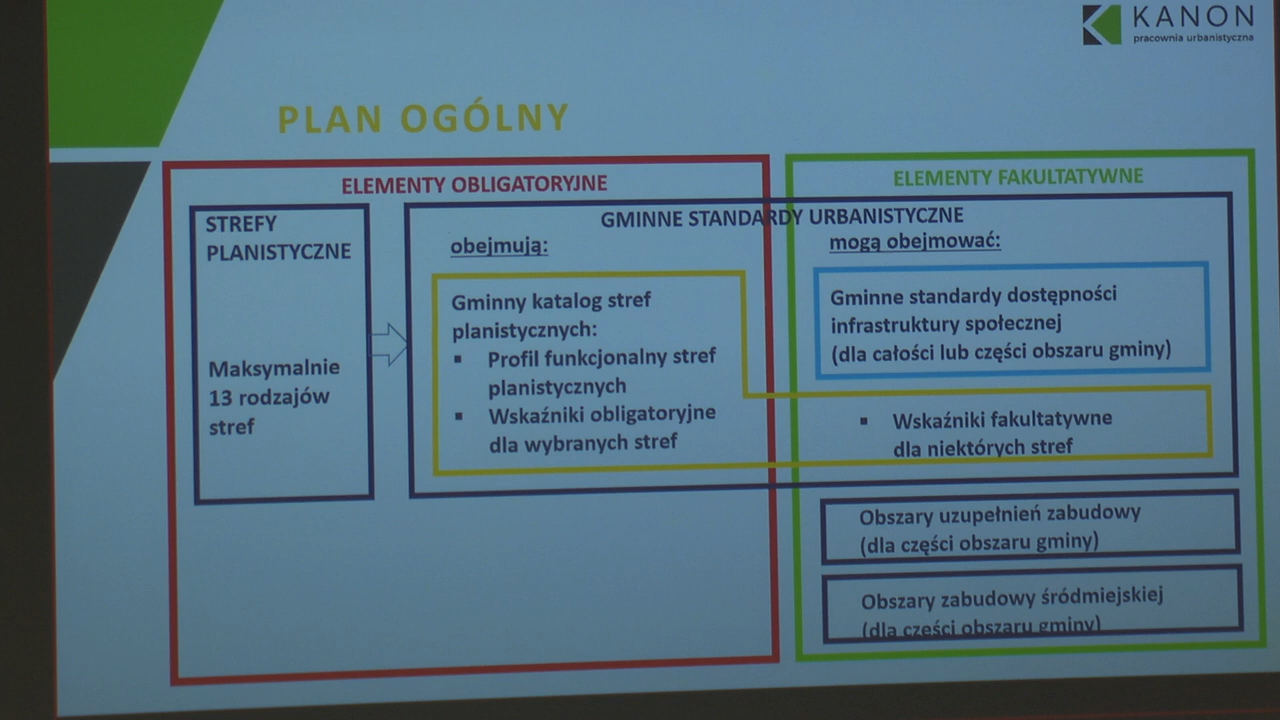 KANON
pracownia urbanistyczna
PLAN OGÓLNY
ELEMENTY OBLIGATORYJNE
STREFY
PLANISTYCZNE
Maksymalnie
13 rodzajów
stref
GMINNE STANDARDY URBANISTYCZNE
obejmują:
Gminny katalog stref
planistycznych:
▪ Profil funkcjonalny stref
planistycznych
▪ Wskaźniki obligatoryjne
dla wybranych stref
ELEMENTY FAKULTATYWNE
mogą obejmować:
Gminne standardy dostępności
infrastruktury społecznej
(dla całości lub części obszaru gminy)
▪ Wskaźniki fakultatywne
dla niektórych stref
Obszary uzupełnień zabudowy
(dla części obszaru gminy)
Obszary zabudowy śródmiejskiej
(dla części obszaru gminy)